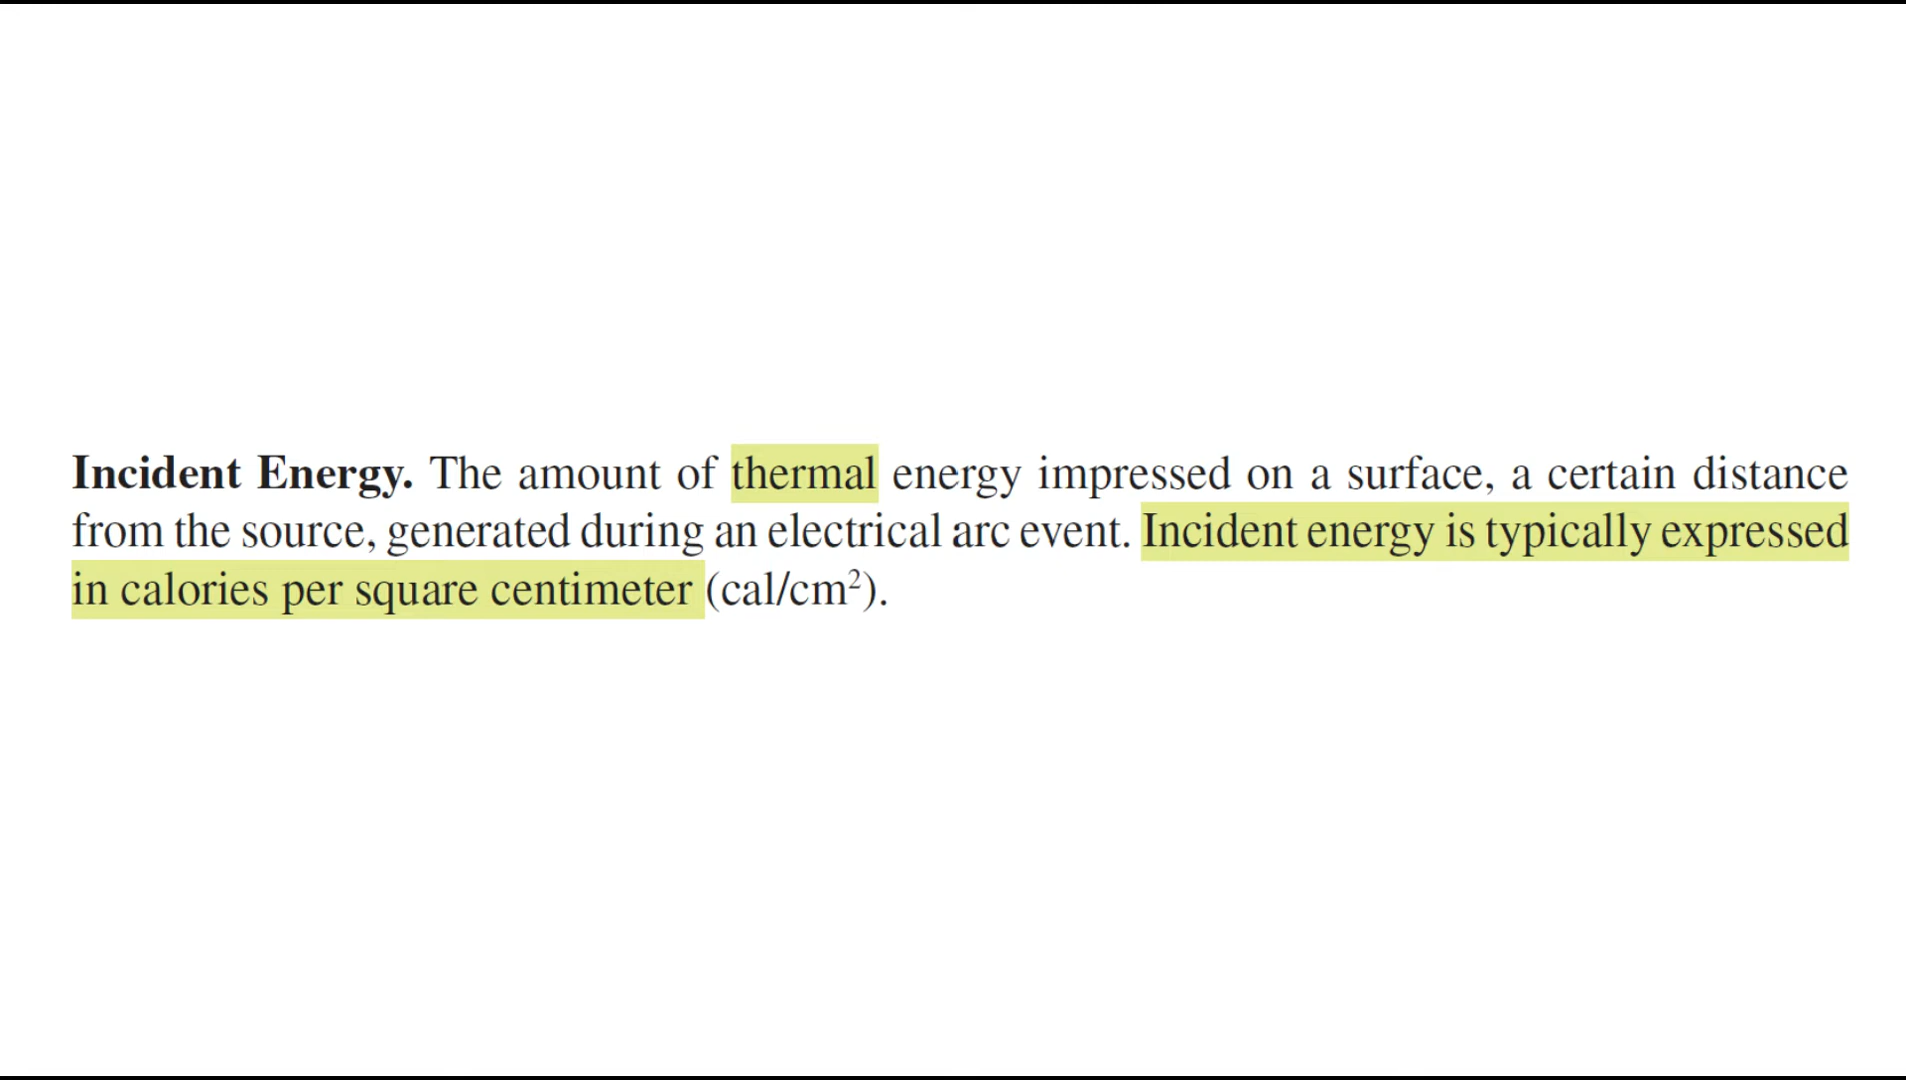 Incident Energy. The amount of thermal energy impressed on a surface, a certain distance
from the source, generated during an electrical arc event. Incident energy is typically expressed
in calories per square centimeter (cal/cm²).